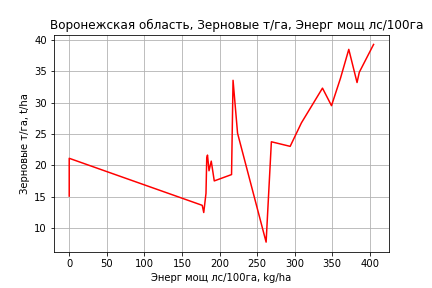 Воронежская область, Зерновые т/га, Энерг мощ лс/100га
40
35
30
25
20
15
10
Зерновые т/га, t/ha
0 50 100 150 200 250 300 350 400
Энерг мощ лс/100га, kg/ha